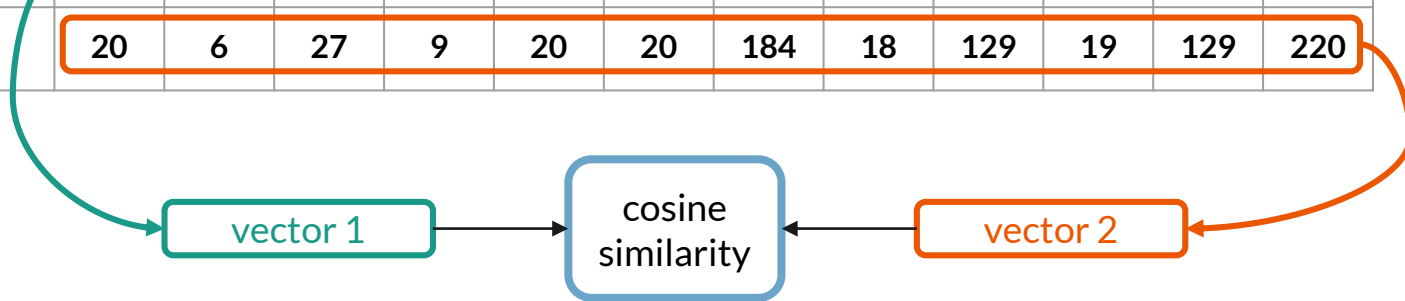 20 6 27 9 20 20 184 18 129 19 129 220
vector 1
cosine
similarity
vector 2